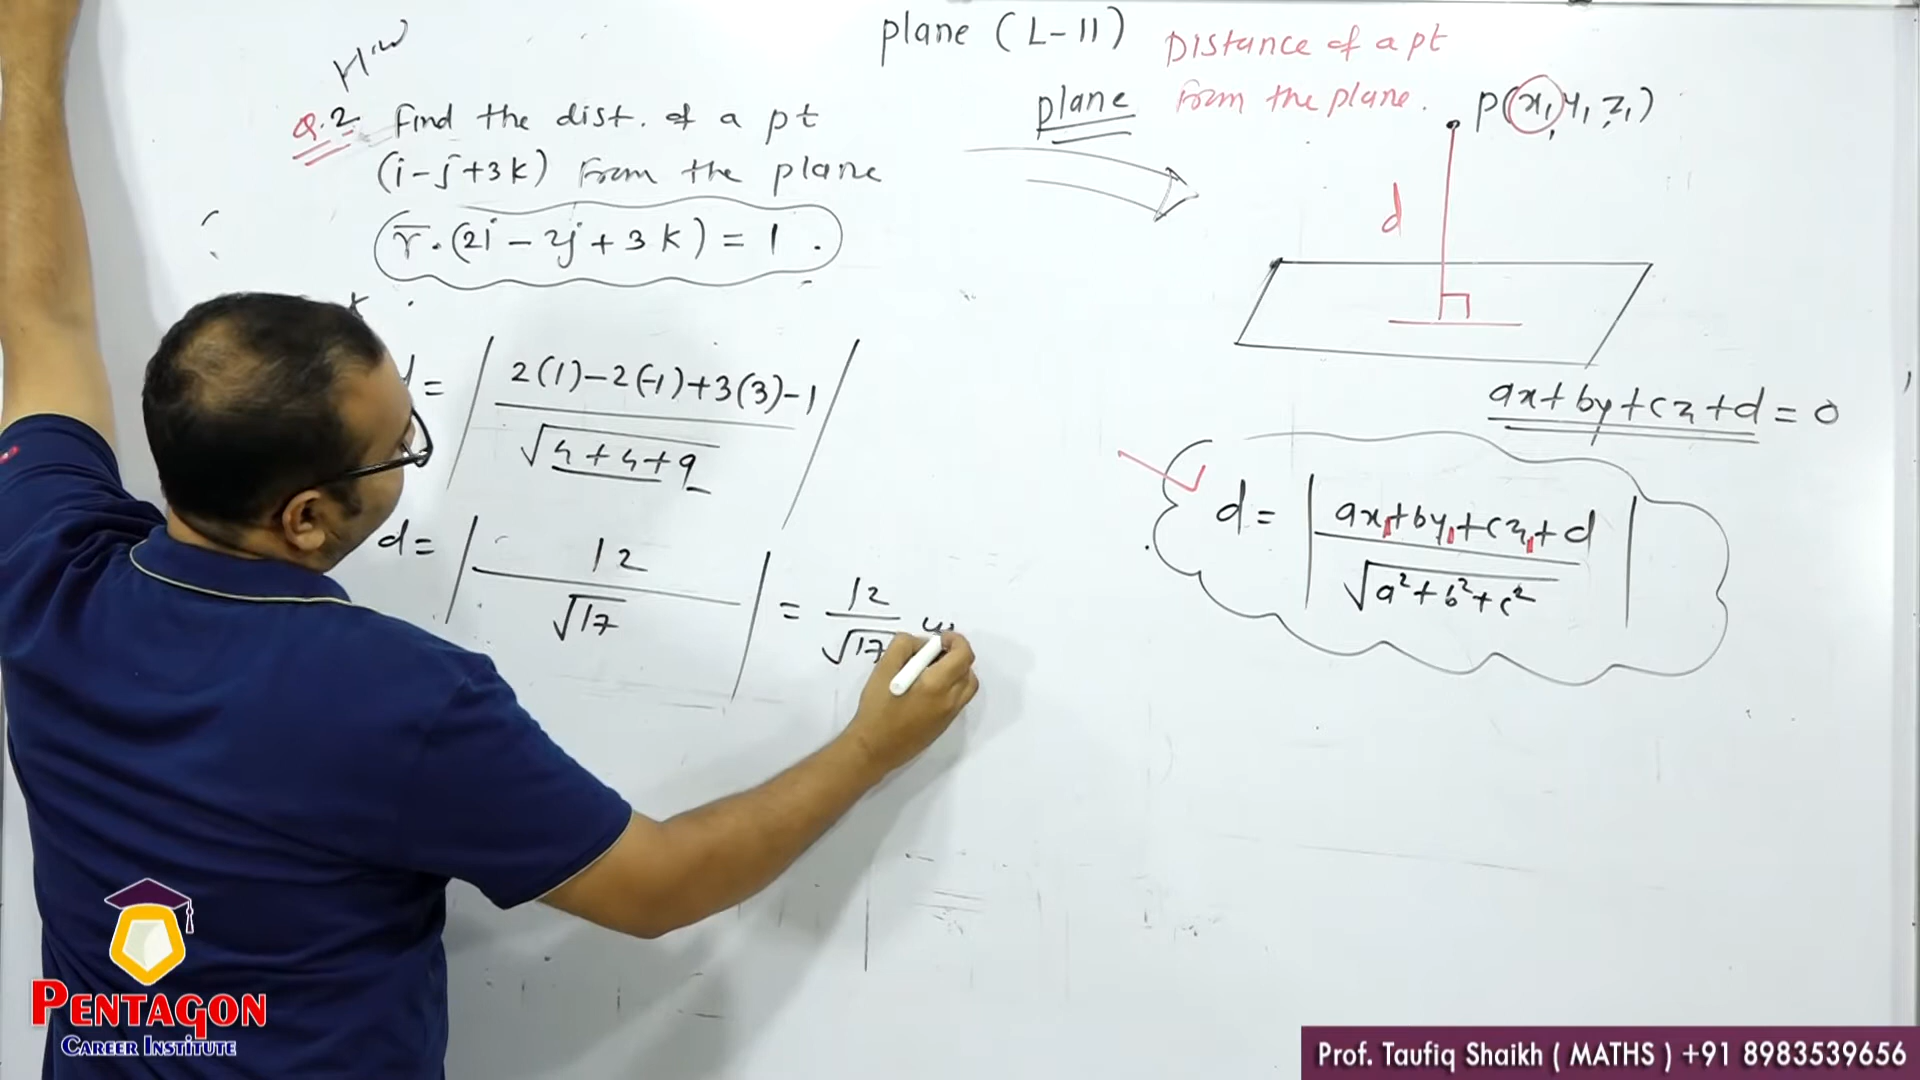 plane (L-11)
Distance of a pt
from the plane.
plane
P(x₁, y₁, z₁)
H.W
Q.2. Find the dist. of a pt
(i-j+3k) from the plane
r̄.(2i-2j+3k)=1.
d
d = | 2(1)-2(-1)+3(3)-1 / √4+4+9 |
d = | 12 / √17 | = 12/√17
ax+by+cz+d=0
d = | ax₁+by₁+cz₁+d / √a²+b²+c² |
PENTAGON
CAREER INSTITUTE
Prof. Taufiq Shaikh ( MATHS ) +91 8983539656